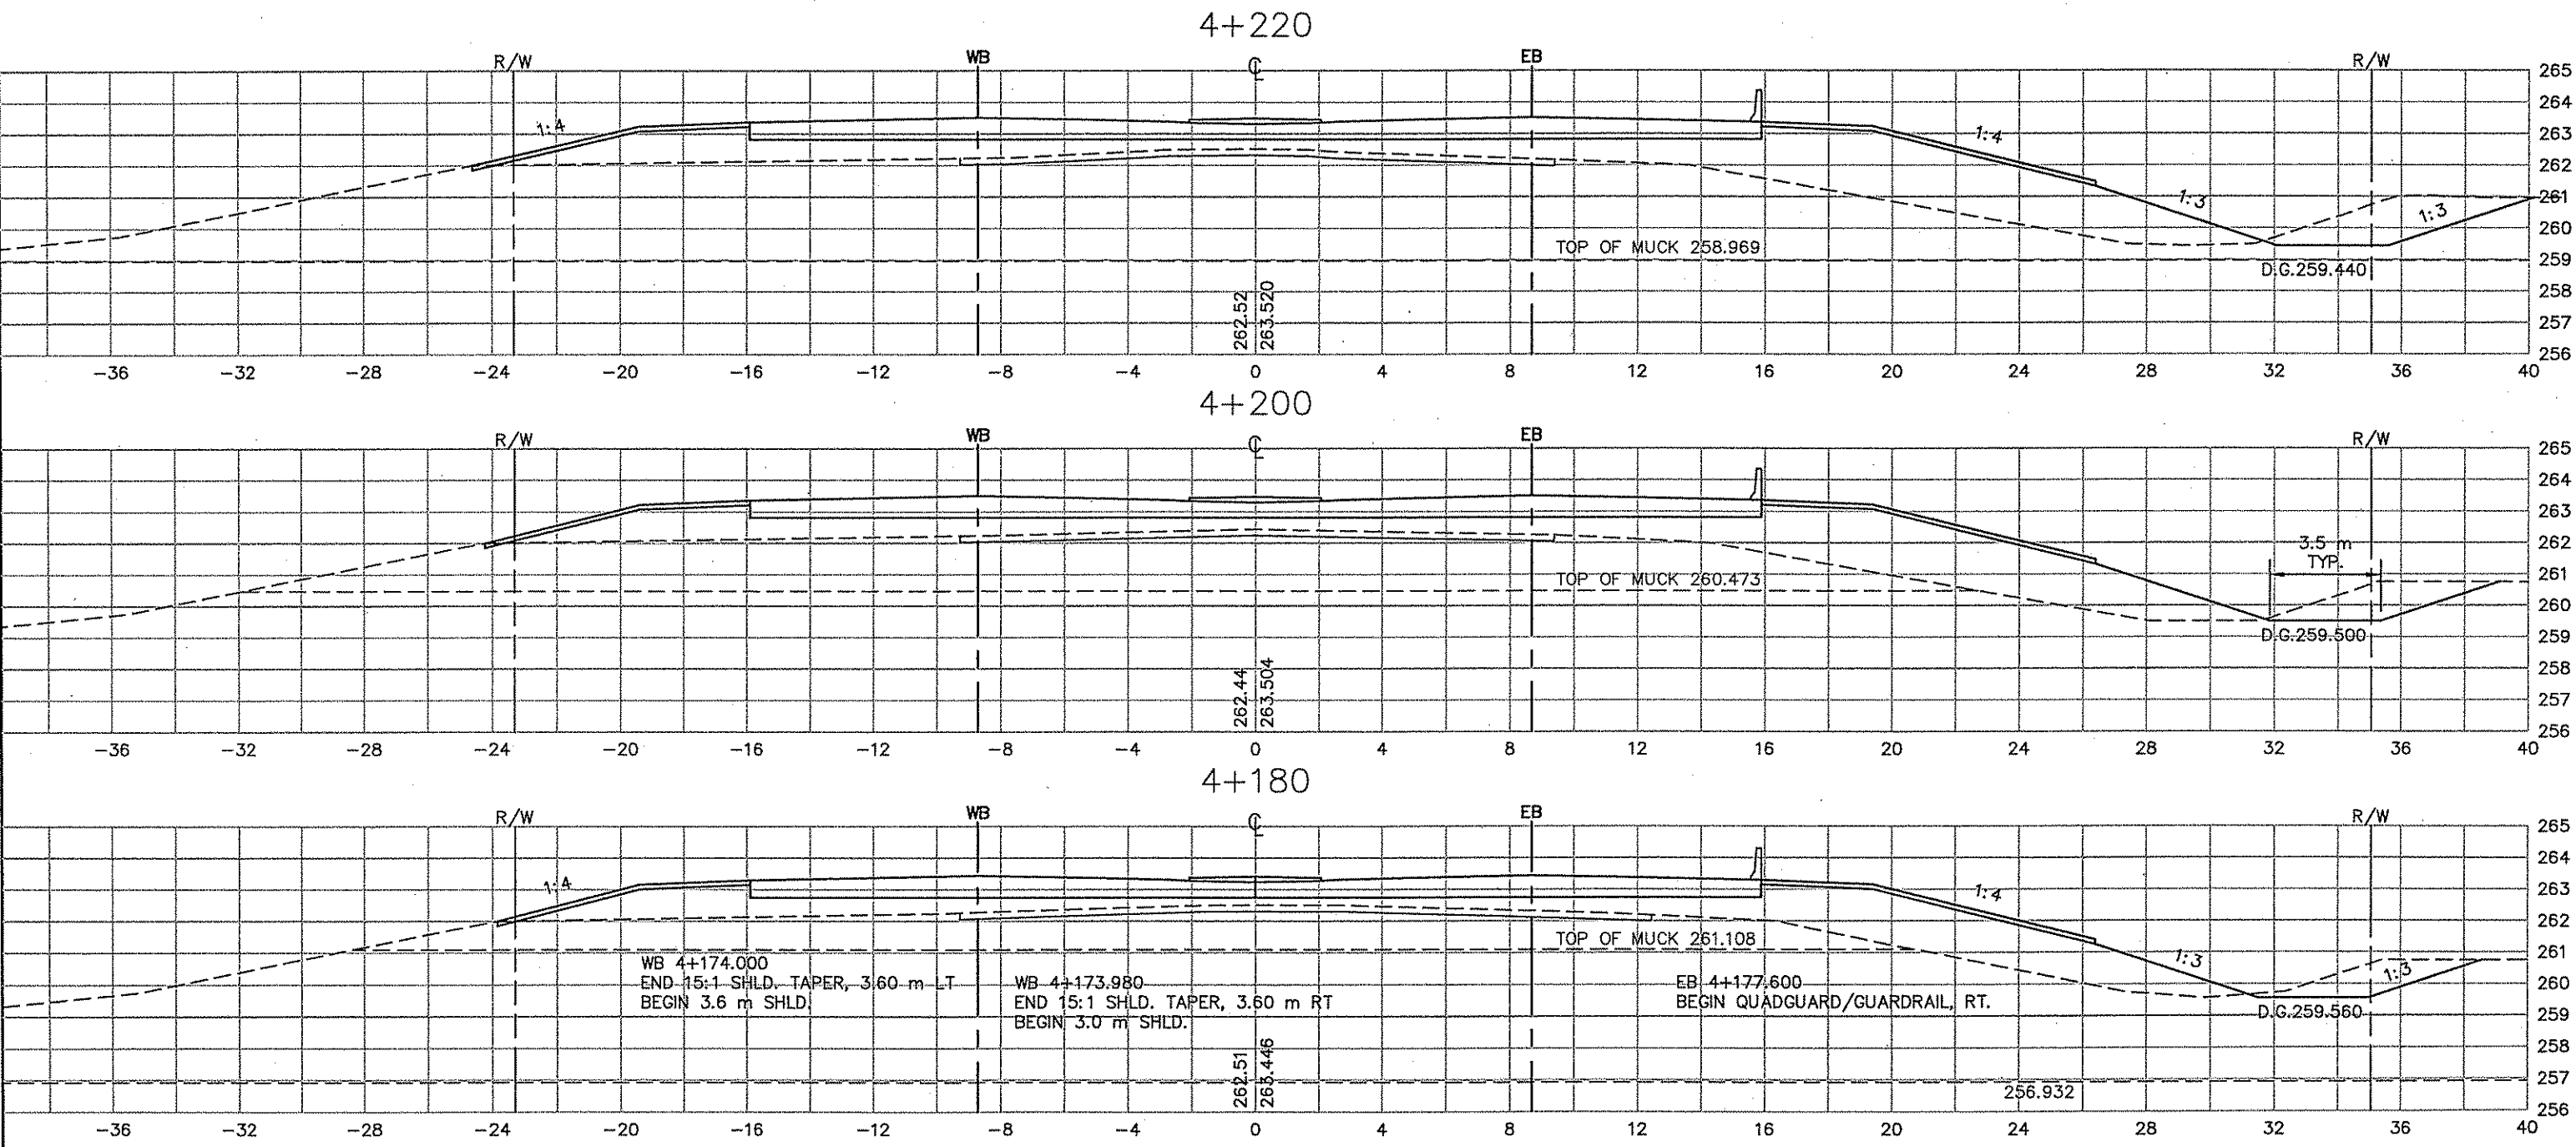 4+220
R/W WB ℄ EB R/W
265
264
1:4 1:4 263
262
1:3 1:3 261
260
TOP OF MUCK 258.969
259
D.G.259.440
258
262.52
263.520
257
256
-36 -32 -28 -24 -20 -16 -12 -8 -4 0 4 8 12 16 20 24 28 32 36 40
4+200
R/W WB ℄ EB R/W
265
264
263
3.5 m
262
TYP.
TOP OF MUCK 260.473
261
260
D.G.259.500
259
258
262.44
263.504
257
256
-36 -32 -28 -24 -20 -16 -12 -8 -4 0 4 8 12 16 20 24 28 32 36 40
4+180
R/W WB ℄ EB R/W
265
264
1:4 1:4 263
262
TOP OF MUCK 261.108
261
1:3 1:3
WB 4+174.000
END 15:1 SHLD. TAPER, 3.60 m LT
BEGIN 3.6 m SHLD.
WB 4+173.980
END 15:1 SHLD. TAPER, 3.60 m RT
BEGIN 3.0 m SHLD.
EB 4+177.600
BEGIN QUADGUARD/GUARDRAIL, RT.
260
D.G.259.560
259
258
262.51
263.446
257
256.932
256
-36 -32 -28 -24 -20 -16 -12 -8 -4 0 4 8 12 16 20 24 28 32 36 40